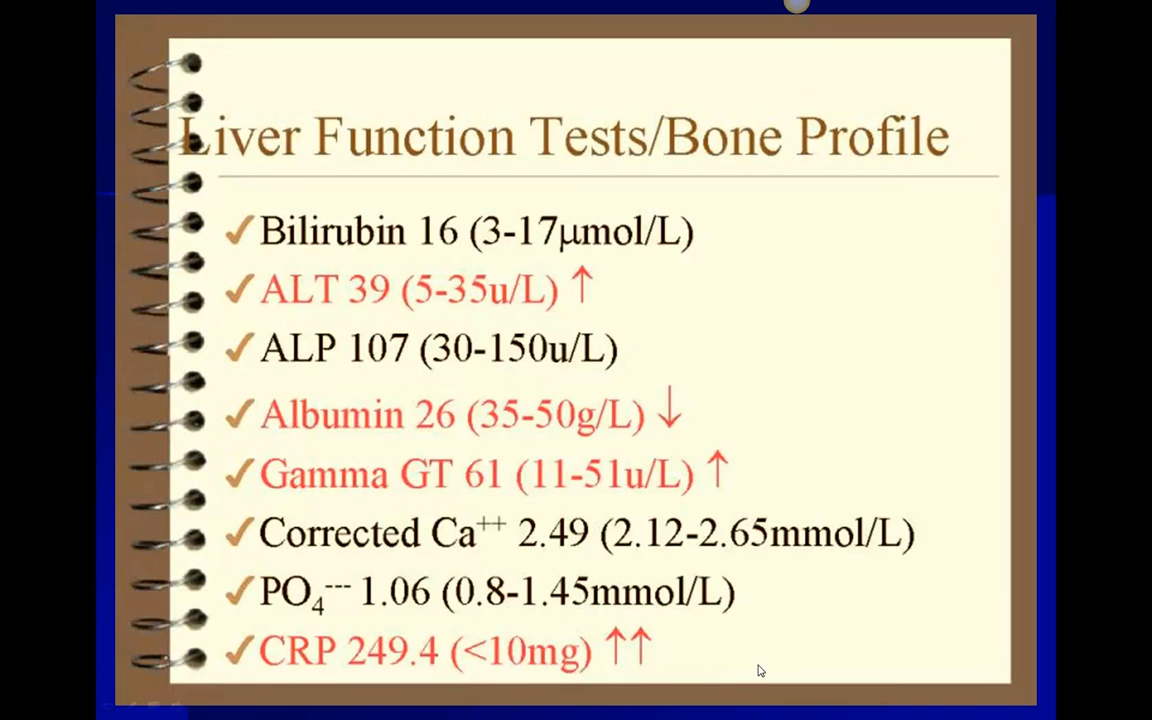 Liver Function Tests/Bone Profile
✓Bilirubin 16 (3-17μmol/L)
✓ALT 39 (5-35u/L) ↑
✓ALP 107 (30-150u/L)
✓Albumin 26 (35-50g/L) ↓
✓Gamma GT 61 (11-51u/L) ↑
✓Corrected Ca⁺⁺ 2.49 (2.12-2.65mmol/L)
✓PO₄--- 1.06 (0.8-1.45mmol/L)
✓CRP 249.4 (<10mg) ↑↑